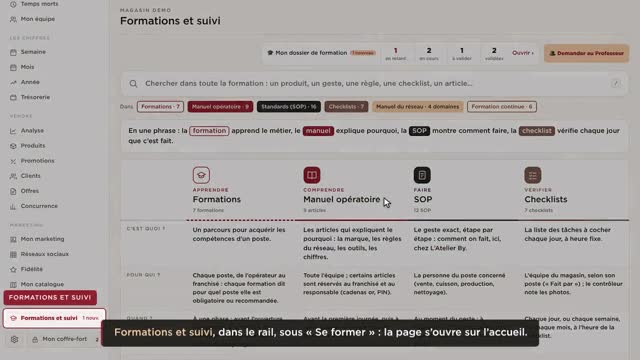 Temps morts
Mon équipe
LES CHIFFRES
Semaine
Mois
Année
Trésorerie
VENDRE
Analyse
Produits
Promotions
Clients
Offres
Concurrence
MARKETING
Mon marketing
Réseaux sociaux
Fidélité
Mon catalogue
FORMATIONS ET SUIVI
Formations et suivi 1 nouv.
Mon coffre-fort 2
MAGASIN DÉMO
Formations et suivi
Mon dossier de formation 1 nouveau
1 en retard
2 en cours
1 à valider
2 validées
Ouvrir ›
Demander au Professeur
Chercher dans toute la formation : un produit, un geste, une règle, une checklist, un article...
/
Dans Formations · 7 Manuel opératoire · 9 Standards (SOP) · 16 Checklists · 7 Manuel du réseau · 4 domaines Formation continue · 6
En une phrase : la formation apprend le métier, le manuel explique pourquoi, la SOP montre comment faire, la checklist vérifie chaque jour
que c'est fait.
APPRENDRE
Formations
7 formations
COMPRENDRE
Manuel opératoire
9 articles
FAIRE
SOP
12 SOP
VÉRIFIER
Checklists
7 checklists
C'EST QUOI ?
Un parcours pour acquérir les
compétences d'un poste.
Les articles qui expliquent le
pourquoi : la marque, les règles
du réseau, les outils, les
chiffres.
Le geste exact, étape par
étape : comment on fait, ici,
chez L'Atelier By.
La liste des tâches à cocher
chaque jour, à heure fixe.
POUR QUI ?
Chaque poste, de l'opérateur au
franchisé : chaque formation dit
pour quel poste elle est
obligatoire ou recommandée.
Toute l'équipe ; certains articles
sont réservés au franchisé et au
responsable (cadenas or, PIN).
La personne du poste concerné
(vente, cuisson, production,
nettoyage).
L'équipe du magasin, selon son
poste (« Fait par ») ; le contrôleur
note les photos.
QUAND ?
Chaque jour, ou chaque semaine,
Formations et suivi, dans le rail, sous « Se former » : la page s'ouvre sur l'accueil.